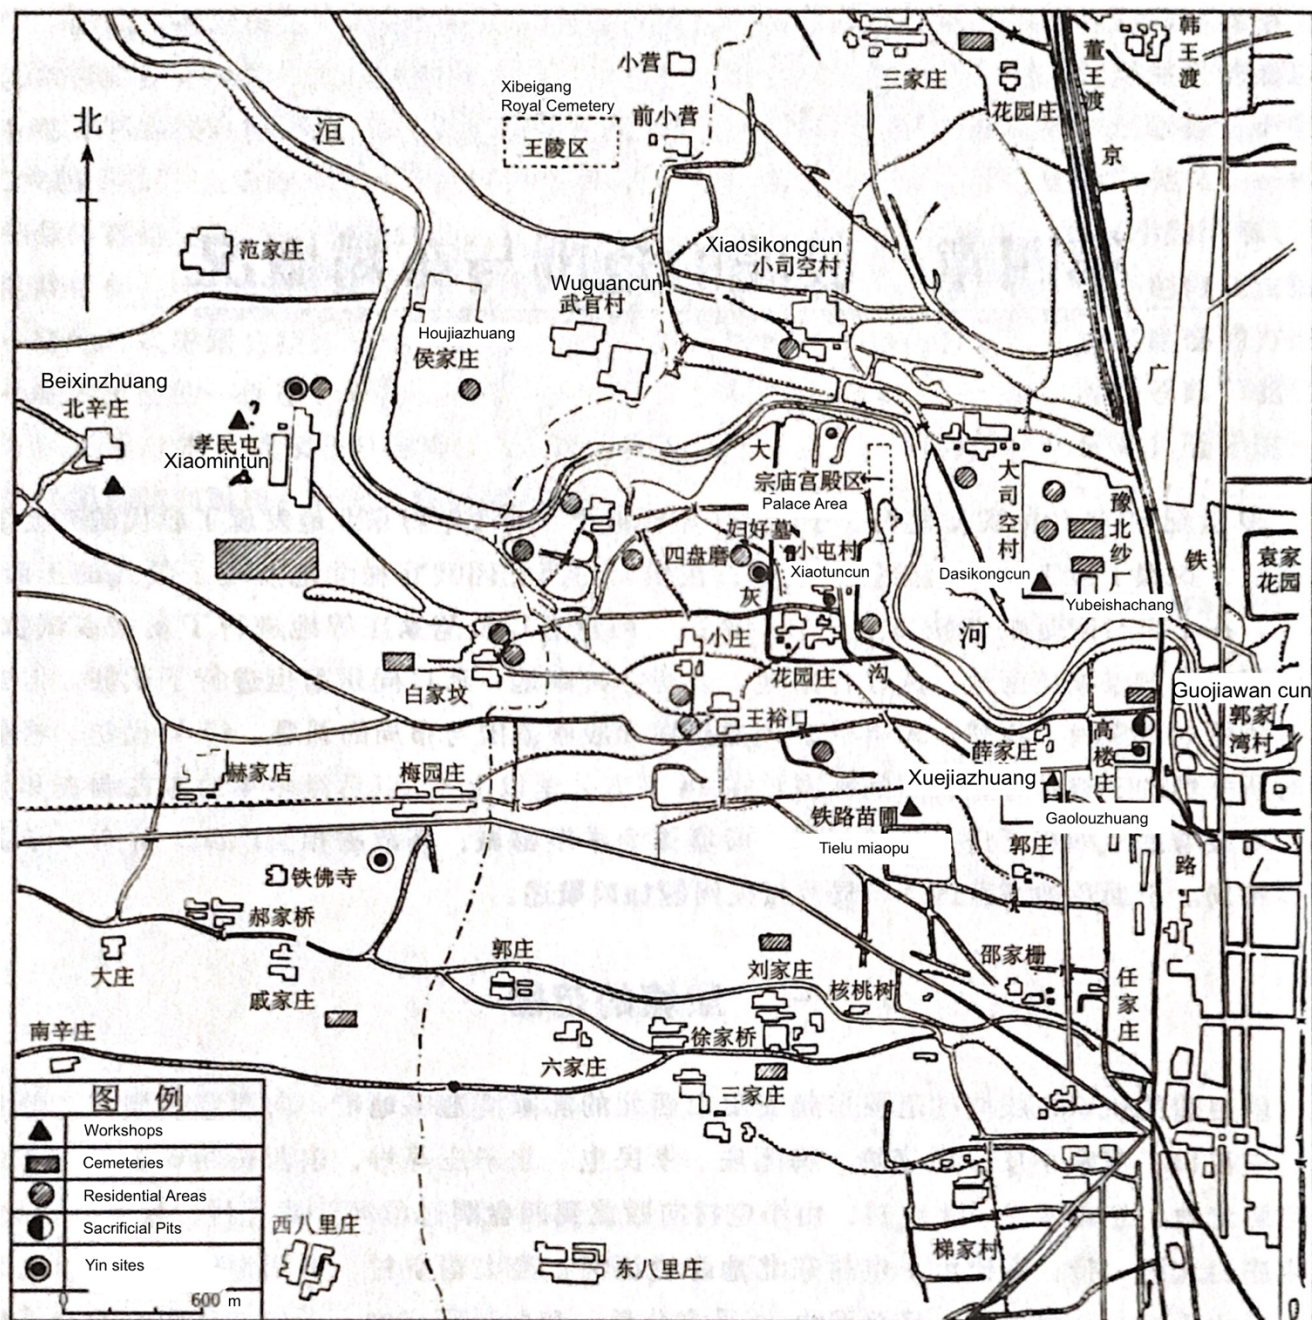 韩王渡
董王渡
小营
三家庄
花园庄
Xibeigang
Royal Cemetery
前小营
王陵区
北
洹
京
范家庄
Xiaosikongcun
小司空村
Wuguancun
武官村
Houjiazhuang
侯家庄
广
Beixinzhuang
北辛庄
孝民屯
Xiaomintun
大
宗庙宫殿区
Palace Area
大司空村
豫北纱
妇好墓
四盘磨
小屯村
Xiaotuncun
灰
Dasikongcun
Yubeishachang
铁
袁家
花园
河
小庄
花园庄
沟
白家坟
王裕口
Guojiawan cun
郭家
湾村
薛家庄
高楼庄
赫家店
梅园庄
Xuejiazhuang
铁路苗圃
Gaolouzhuang
Tielu miaopu
郭庄
路
铁佛寺
郝家桥
大庄
戚家庄
郭庄
刘家庄
核桃树
邵家棚
任家庄
南辛庄
徐家桥
六家庄
三家庄
图 例
Workshops
Cemeteries
Residential Areas
Sacrificial Pits
Yin sites
0 600 m
西八里庄
东八里庄
梯家村